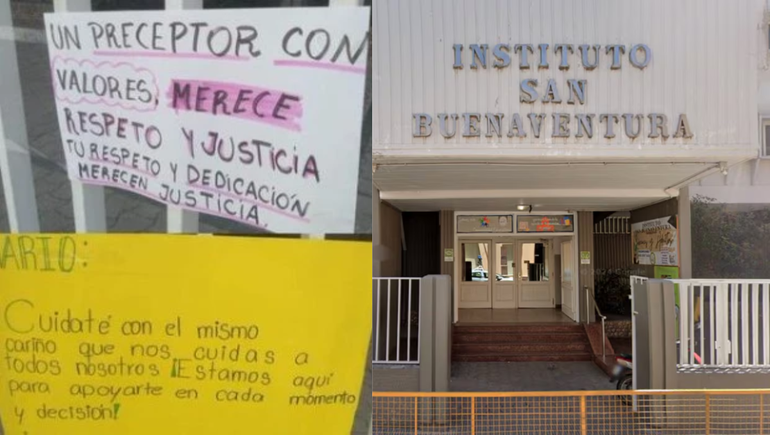 UN PRECEPTOR CON
VALORES, MERECE
RESPETO Y JUSTICIA
TU RESPETO Y DEDICACIÓN
MERECEN JUSTICIA.
ARIO:
Cuidaté con el mismo
cariño que nos cuidas a
todos nosotros ¡Estamos aquí
para apoyarte en cada momento
y decisión!
INSTITUTO
SAN
BUENAVENTURA